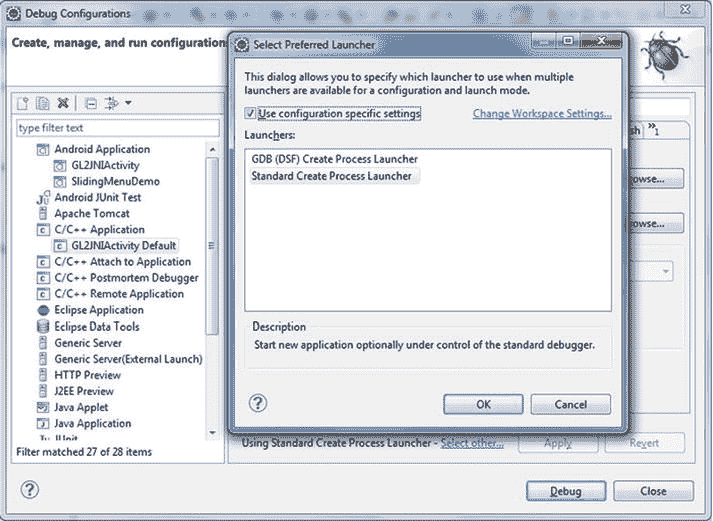 Debug Configurations
Create, manage, and run configurations
type filter text
Android Application
GL2JNIActivity
SlidingMenuDemo
Android JUnit Test
Apache Tomcat
C/C++ Application
GL2JNIActivity Default
C/C++ Attach to Application
C/C++ Postmortem Debugger
C/C++ Remote Application
Eclipse Application
Eclipse Data Tools
Generic Server
Generic Server(External Launch)
HTTP Preview
J2EE Preview
Java Applet
Java Application
JUnit
Filter matched 27 of 28 items
Select Preferred Launcher
This dialog allows you to specify which launcher to use when multiple
launchers are available for a configuration and launch mode.
Use configuration specific settings
Change Workspace Settings...
Launchers:
GDB (DSF) Create Process Launcher
Standard Create Process Launcher
Description
Start new application optionally under control of the standard debugger.
OK
Cancel
Using Standard Create Process Launcher - Select other...
Apply
Revert
Debug
Close